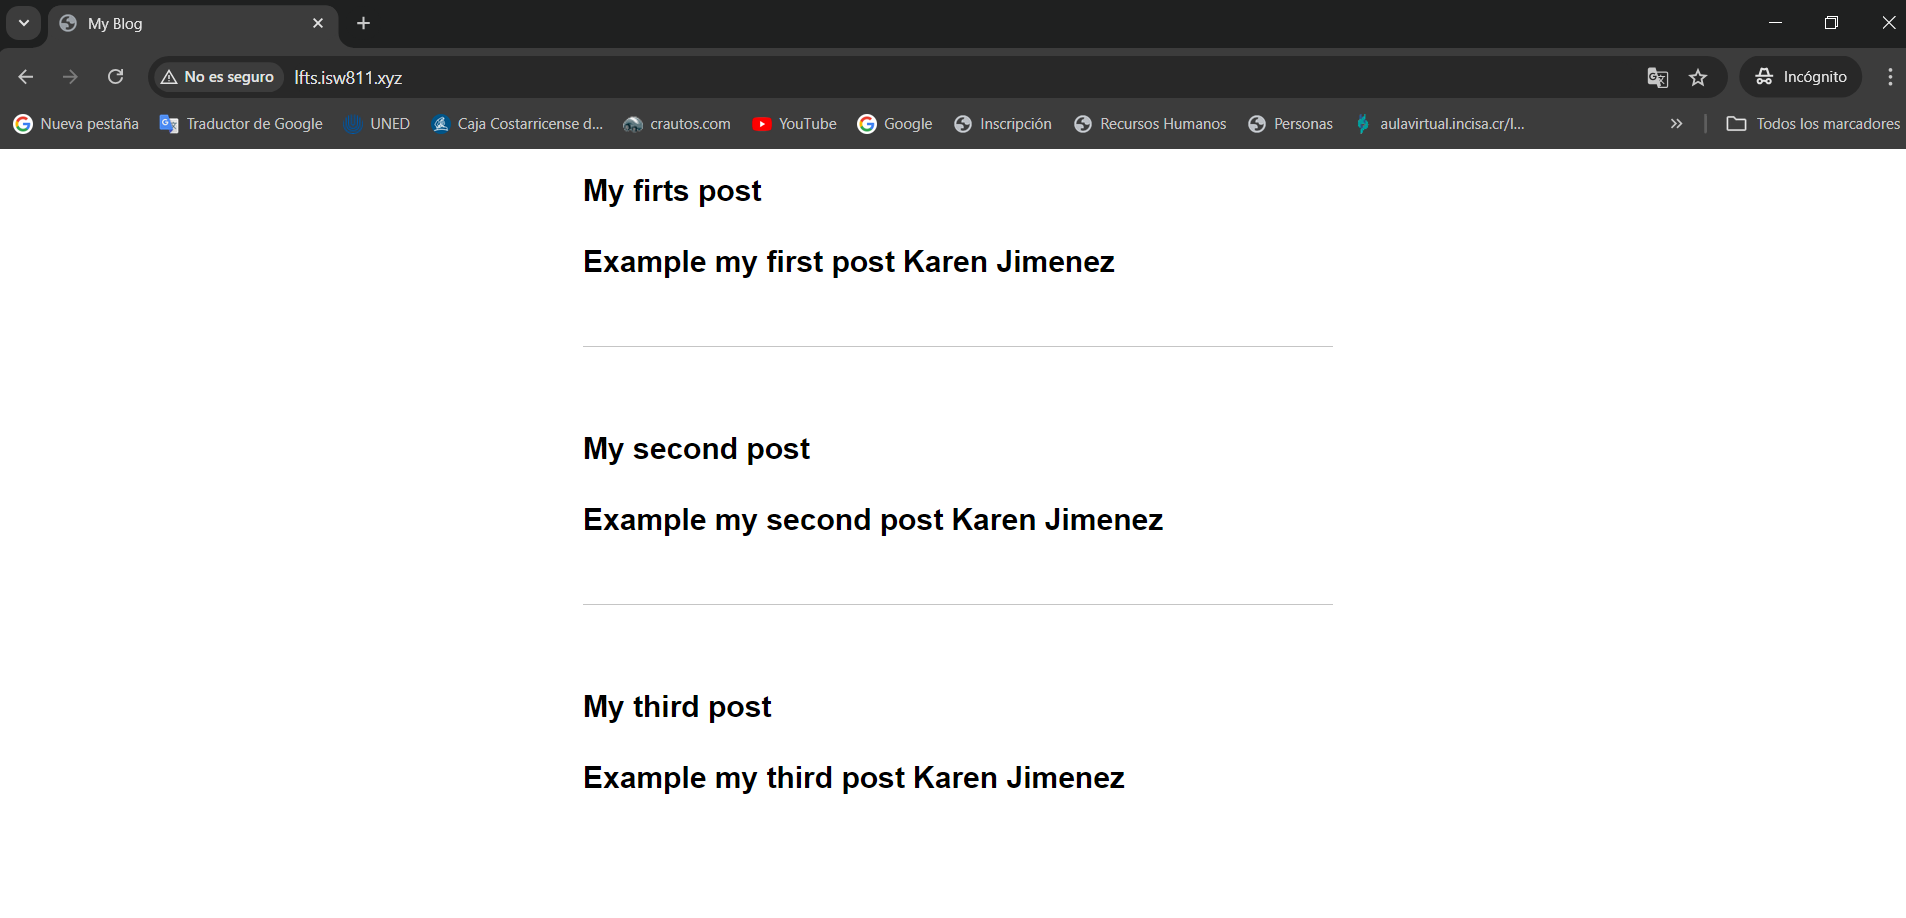 My Blog
No es seguro
lfts.isw811.xyz
Incógnito
Nueva pestaña
Traductor de Google
UNED
Caja Costarricense d...
crautos.com
YouTube
Google
Inscripción
Recursos Humanos
Personas
aulavirtual.incisa.cr/l...
Todos los marcadores
My firts post
Example my first post Karen Jimenez
My second post
Example my second post Karen Jimenez
My third post
Example my third post Karen Jimenez